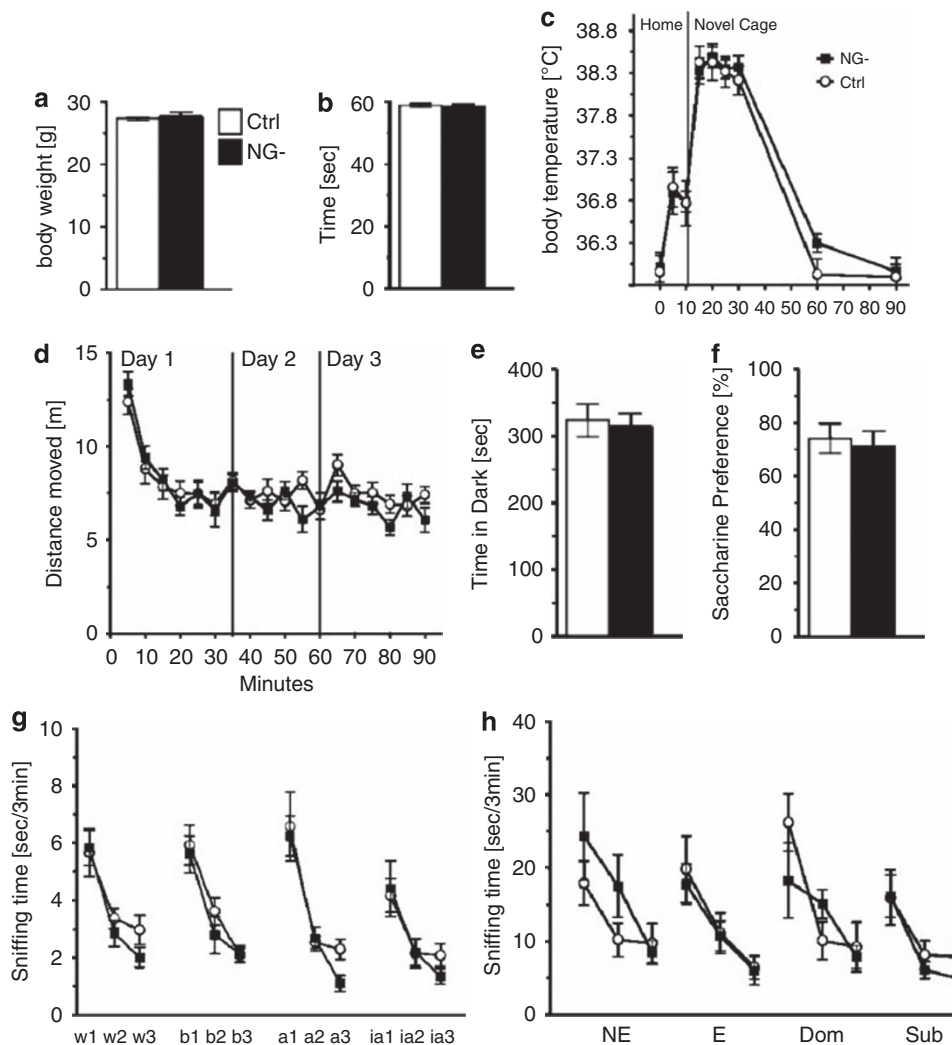 a
body weight [g]
30
20
10
0
Ctrl
NG-
b
Time [sec]
60
40
20
0
c
body temperature [°C]
38.8
38.3
37.8
37.3
36.8
36.3
Home
Novel Cage
NG-
Ctrl
0 10 20 30 40 50 60 70 80 90
d
Distance moved [m]
15
10
5
0
Day 1
Day 2
Day 3
0 10 20 30 40 50 60 70 80 90
Minutes
e
Time in Dark [sec]
400
300
200
100
0
f
Saccharine Preference [%]
100
80
60
40
20
0
g
Sniffing time [sec/3min]
10
8
6
4
2
0
w1 w2 w3 b1 b2 b3 a1 a2 a3 ia1 ia2 ia3
h
Sniffing time [sec/3min]
40
30
20
10
0
NE E Dom Sub